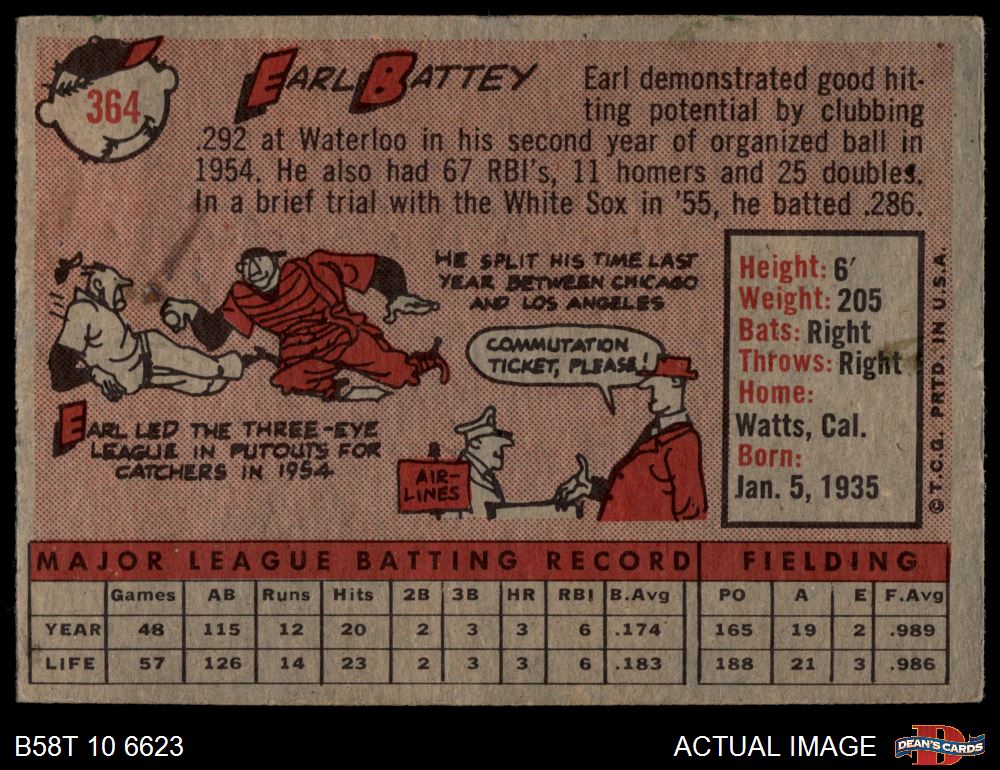 364
EARL BATTEY
Earl demonstrated good hit-
ting potential by clubbing
.292 at Waterloo in his second year of organized ball in
1954. He also had 67 RBI's, 11 homers and 25 doubles.
In a brief trial with the White Sox in '55, he batted .286.
HE SPLIT HIS TIME LAST
YEAR BETWEEN CHICAGO
AND LOS ANGELES
COMMUTATION
TICKET, PLEASE!
AIR-
LINES
EARL LED THE THREE-EYE
LEAGUE IN PUTOUTS FOR
CATCHERS IN 1954
Height: 6'
Weight: 205
Bats: Right
Throws: Right
Home:
Watts, Cal.
Born:
Jan. 5, 1935
©T.C.G. PRTD. IN U.S.A.
MAJOR LEAGUE BATTING RECORD FIELDING
Games AB Runs Hits 2B 3B HR RBI B.Avg PO A E F.Avg
YEAR 48 115 12 20 2 3 3 6 .174 165 19 2 .989
LIFE 57 126 14 23 2 3 3 6 .183 188 21 3 .986
B58T 10 6623
ACTUAL IMAGE
D
DEAN'S CARDS